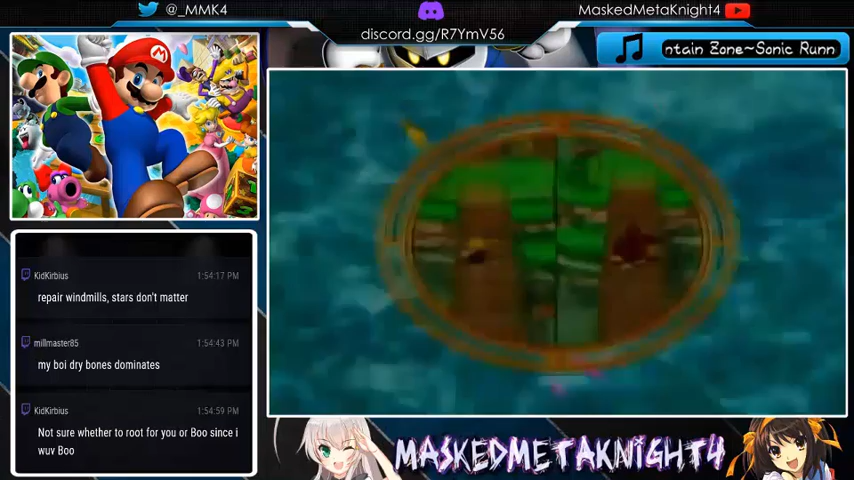 @_MMK4
MaskedMetaKnight4
discord.gg/R7YmV56
ntain Zone~Sonic Runn
KidKirbius 1:54:17 PM
repair windmills, stars don't matter
millmaster85 1:54:43 PM
my boi dry bones dominates
KidKirbius 1:54:59 PM
Not sure whether to root for you or Boo since i
wuv Boo
MASKEDMETAKNIGHT4